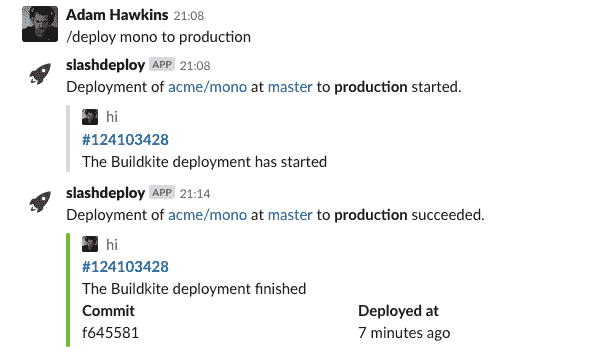 Adam Hawkins 21:08
/deploy mono to production
slashdeploy APP 21:08
Deployment of acme/mono at master to production started.
hi
#124103428
The Buildkite deployment has started
slashdeploy APP 21:14
Deployment of acme/mono at master to production succeeded.
hi
#124103428
The Buildkite deployment finished
Commit Deployed at
f645581 7 minutes ago